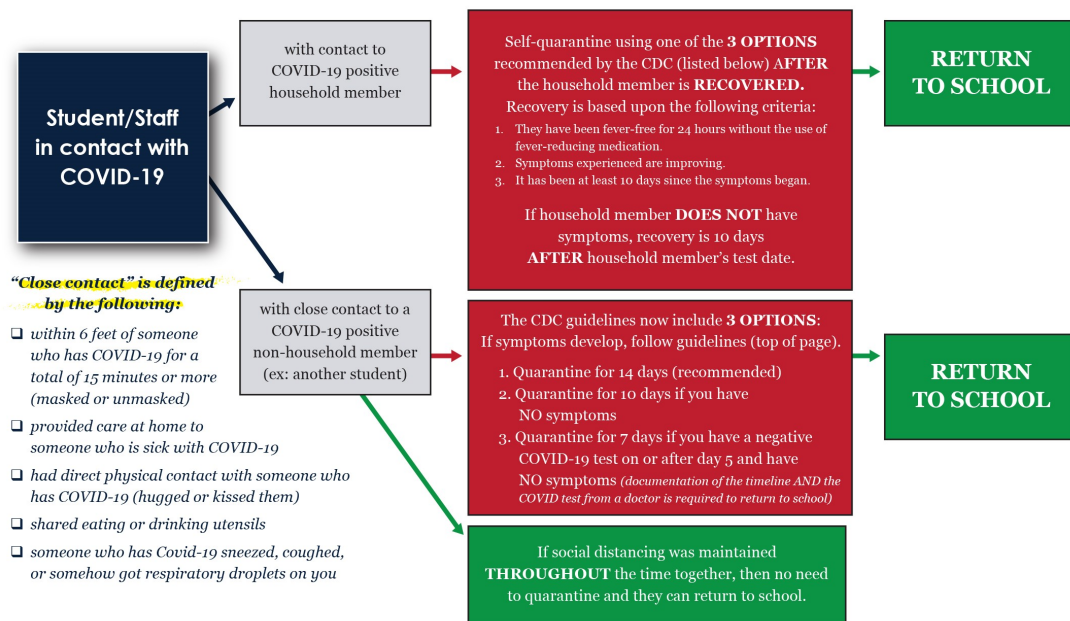 Student/Staff
in contact with
COVID-19
with contact to
COVID-19 positive
household member
Self-quarantine using one of the 3 OPTIONS
recommended by the CDC (listed below) AFTER
the household member is RECOVERED.
Recovery is based upon the following criteria:
1. They have been fever-free for 24 hours without the use of
fever-reducing medication.
2. Symptoms experienced are improving.
3. It has been at least 10 days since the symptoms began.
If household member DOES NOT have
symptoms, recovery is 10 days
AFTER household member's test date.
RETURN
TO SCHOOL
"Close contact" is defined
by the following:
❑ within 6 feet of someone
who has COVID-19 for a
total of 15 minutes or more
(masked or unmasked)
❑ provided care at home to
someone who is sick with COVID-19
❑ had direct physical contact with someone who
has COVID-19 (hugged or kissed them)
❑ shared eating or drinking utensils
❑ someone who has Covid-19 sneezed, coughed,
or somehow got respiratory droplets on you
with close contact to a
COVID-19 positive
non-household member
(ex: another student)
The CDC guidelines now include 3 OPTIONS:
If symptoms develop, follow guidelines (top of page).
1. Quarantine for 14 days (recommended)
2. Quarantine for 10 days if you have
NO symptoms
3. Quarantine for 7 days if you have a negative
COVID-19 test on or after day 5 and have
NO symptoms (documentation of the timeline AND the
COVID test from a doctor is required to return to school)
RETURN
TO SCHOOL
If social distancing was maintained
THROUGHOUT the time together, then no need
to quarantine and they can return to school.